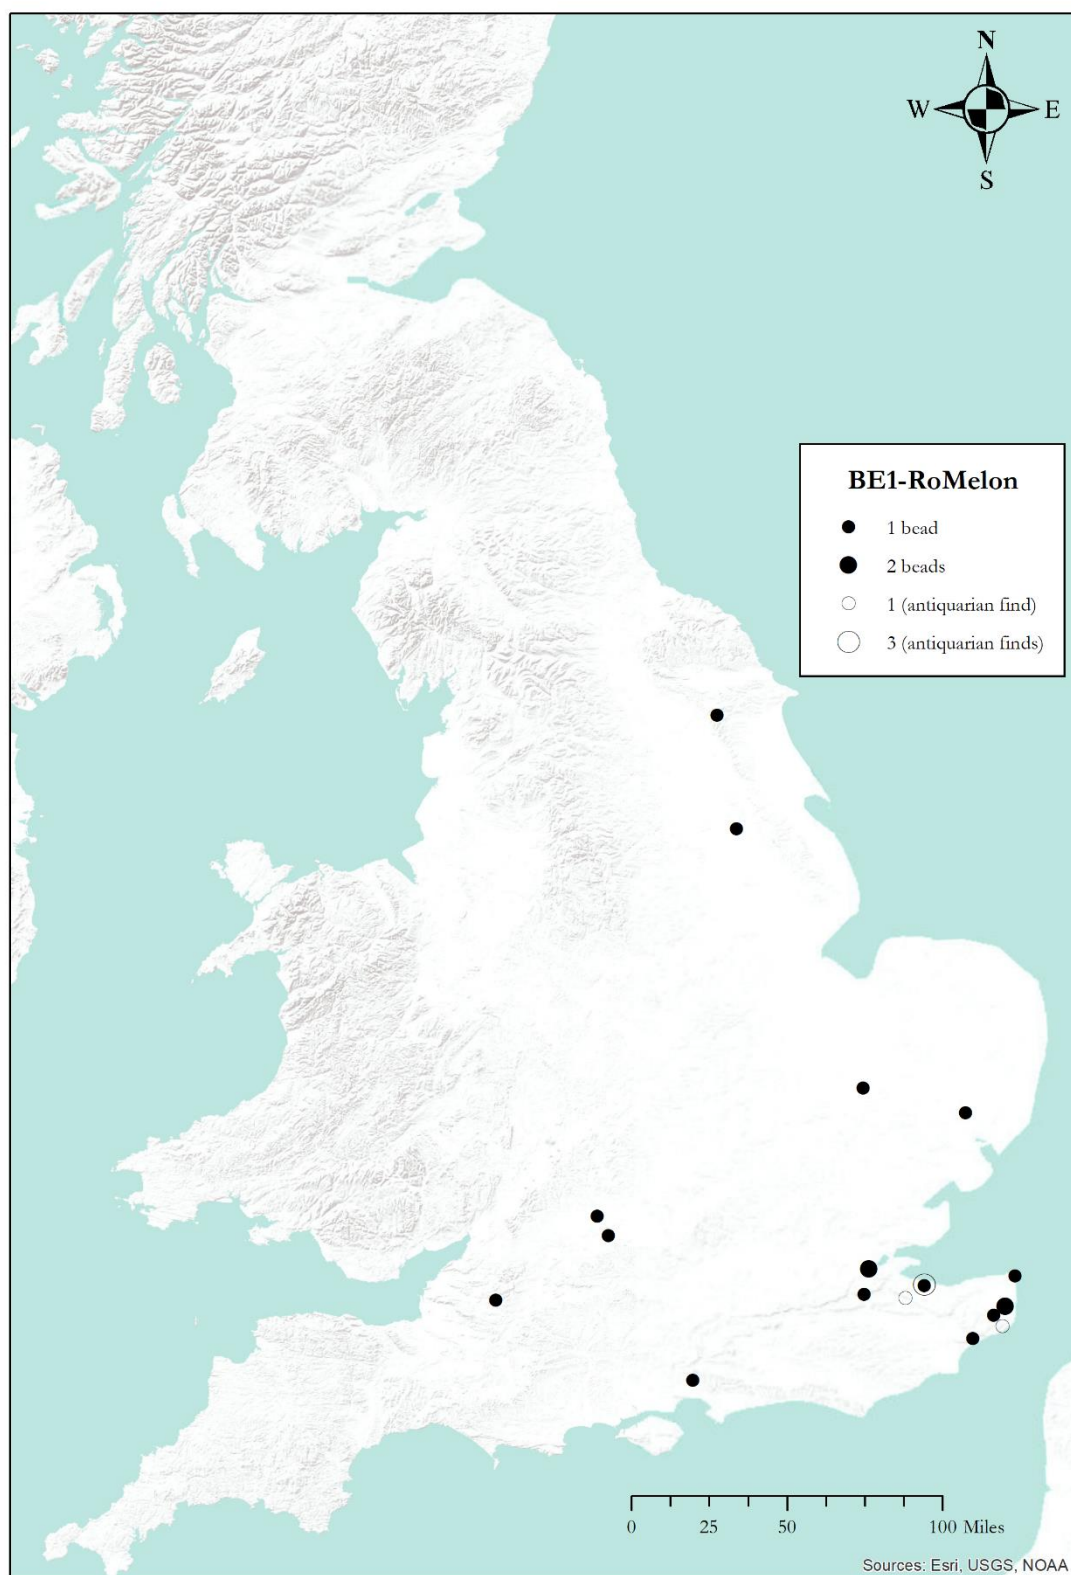 N
W E
S
BE1-RoMelon
1 bead
2 beads
1 (antiquarian find)
3 (antiquarian finds)
0 25 50 100 Miles
Sources: Esri, USGS, NOAA